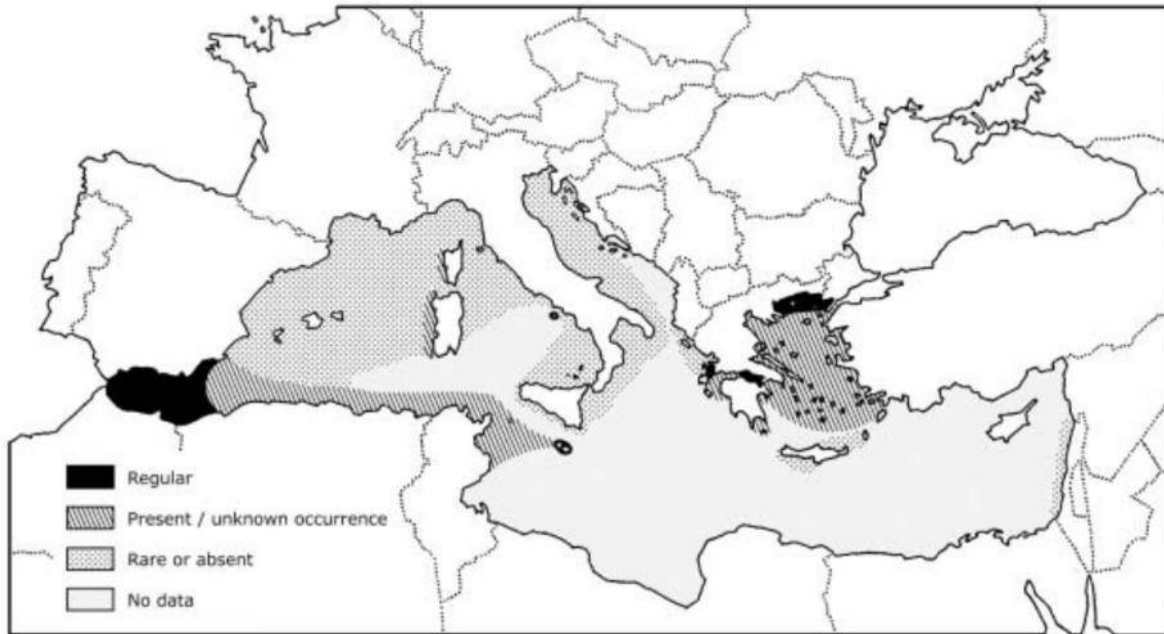 Regular
Present / unknown occurrence
Rare or absent
No data